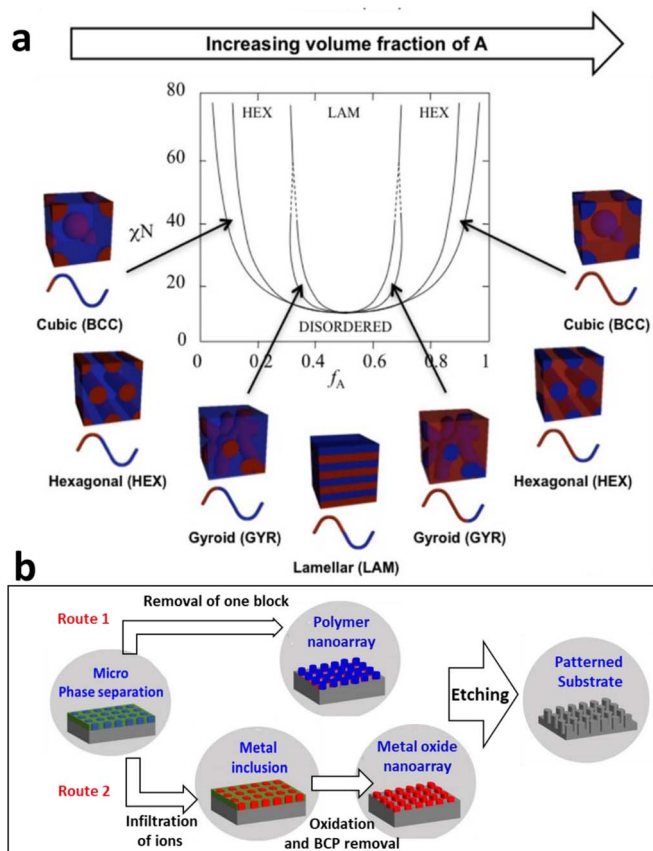 a
Increasing volume fraction of A
80
60
40
20
0
χN
HEX
LAM
HEX
DISORDERED
0
0.2
0.4
0.6
0.8
1
fA
Cubic (BCC)
Cubic (BCC)
Hexagonal (HEX)
Hexagonal (HEX)
Gyroid (GYR)
Gyroid (GYR)
Lamellar (LAM)
b
Removal of one block
Route 1
Micro
Phase separation
Polymer
nanoarray
Etching
Patterned
Substrate
Route 2
Infiltration
of ions
Metal
inclusion
Oxidation
and BCP removal
Metal oxide
nanoarray